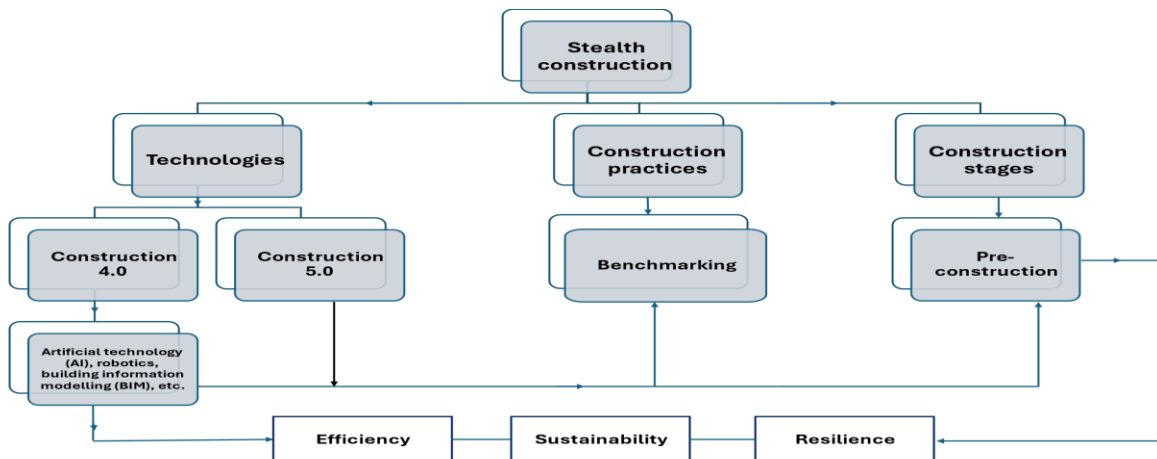 Stealth
construction
Technologies
Construction
practices
Construction
stages
Construction
4.0
Construction
5.0
Benchmarking
Pre-
construction
Artificial technology
(AI), robotics,
building information
modelling (BIM), etc.
Efficiency
Sustainability
Resilience